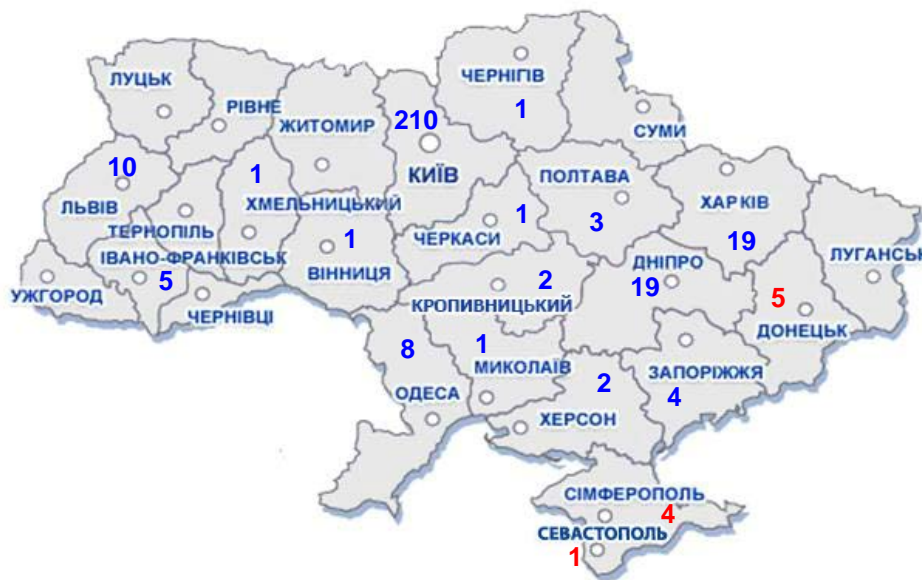 ЛУЦЬК
РІВНЕ
ЖИТОМИР
210
КИЇВ
ЧЕРНІГІВ
1
СУМИ
10
ЛЬВІВ
ТЕРНОПІЛЬ
1
ХМЕЛЬНИЦЬКИЙ
ІВАНО-ФРАНКІВСЬК
5
УЖГОРОД
ЧЕРНІВЦІ
1
ВІННИЦЯ
ЧЕРКАСИ
1
ПОЛТАВА
3
ХАРКІВ
19
ЛУГАНСЬК
2
КРОПИВНИЦЬКИЙ
ДНІПРО
19
5
ДОНЕЦЬК
8
ОДЕСА
1
МИКОЛАЇВ
2
ХЕРСОН
ЗАПОРІЖЖЯ
4
СІМФЕРОПОЛЬ
4
СЕВАСТОПОЛЬ
1